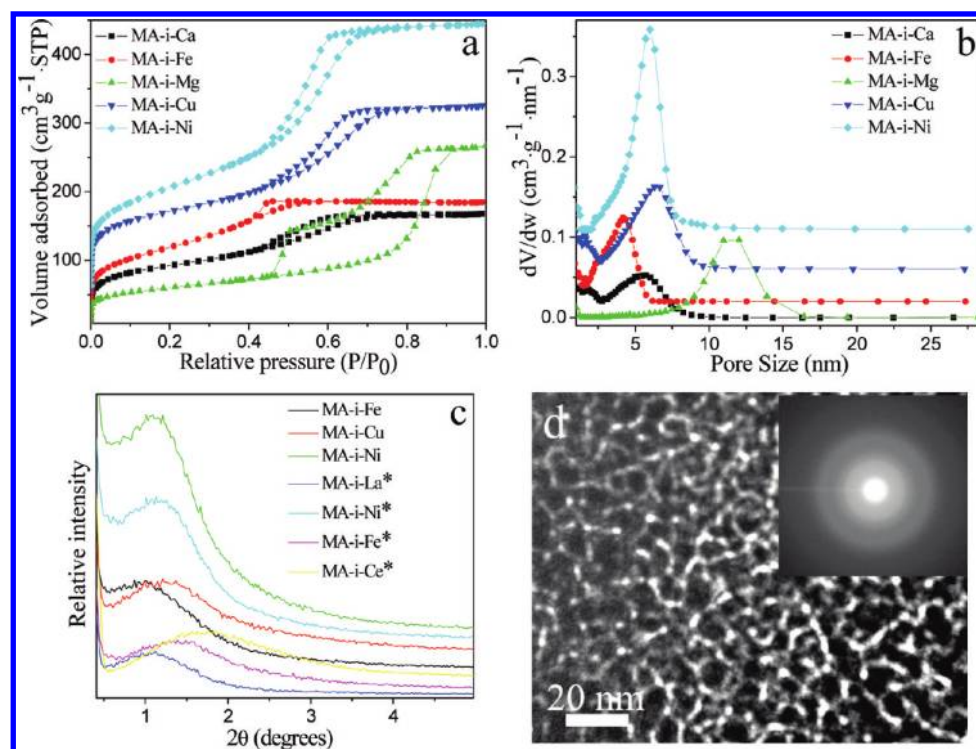 a
MA-i-Ca
MA-i-Fe
MA-i-Mg
MA-i-Cu
MA-i-Ni
Volume adsorbed (cm³ g⁻¹·STP)
400
300
200
100
0.0 0.2 0.4 0.6 0.8 1.0
Relative pressure (P/P₀)
b
MA-i-Ca
MA-i-Fe
MA-i-Mg
MA-i-Cu
MA-i-Ni
dV/dw (cm³·g⁻¹·nm⁻¹)
0.3
0.2
0.1
0.0
5 10 15 20 25
Pore Size (nm)
c
MA-i-Fe
MA-i-Cu
MA-i-Ni
MA-i-La*
MA-i-Ni*
MA-i-Fe*
MA-i-Ce*
Relative intensity
1 2 3 4
2θ (degrees)
d
20 nm